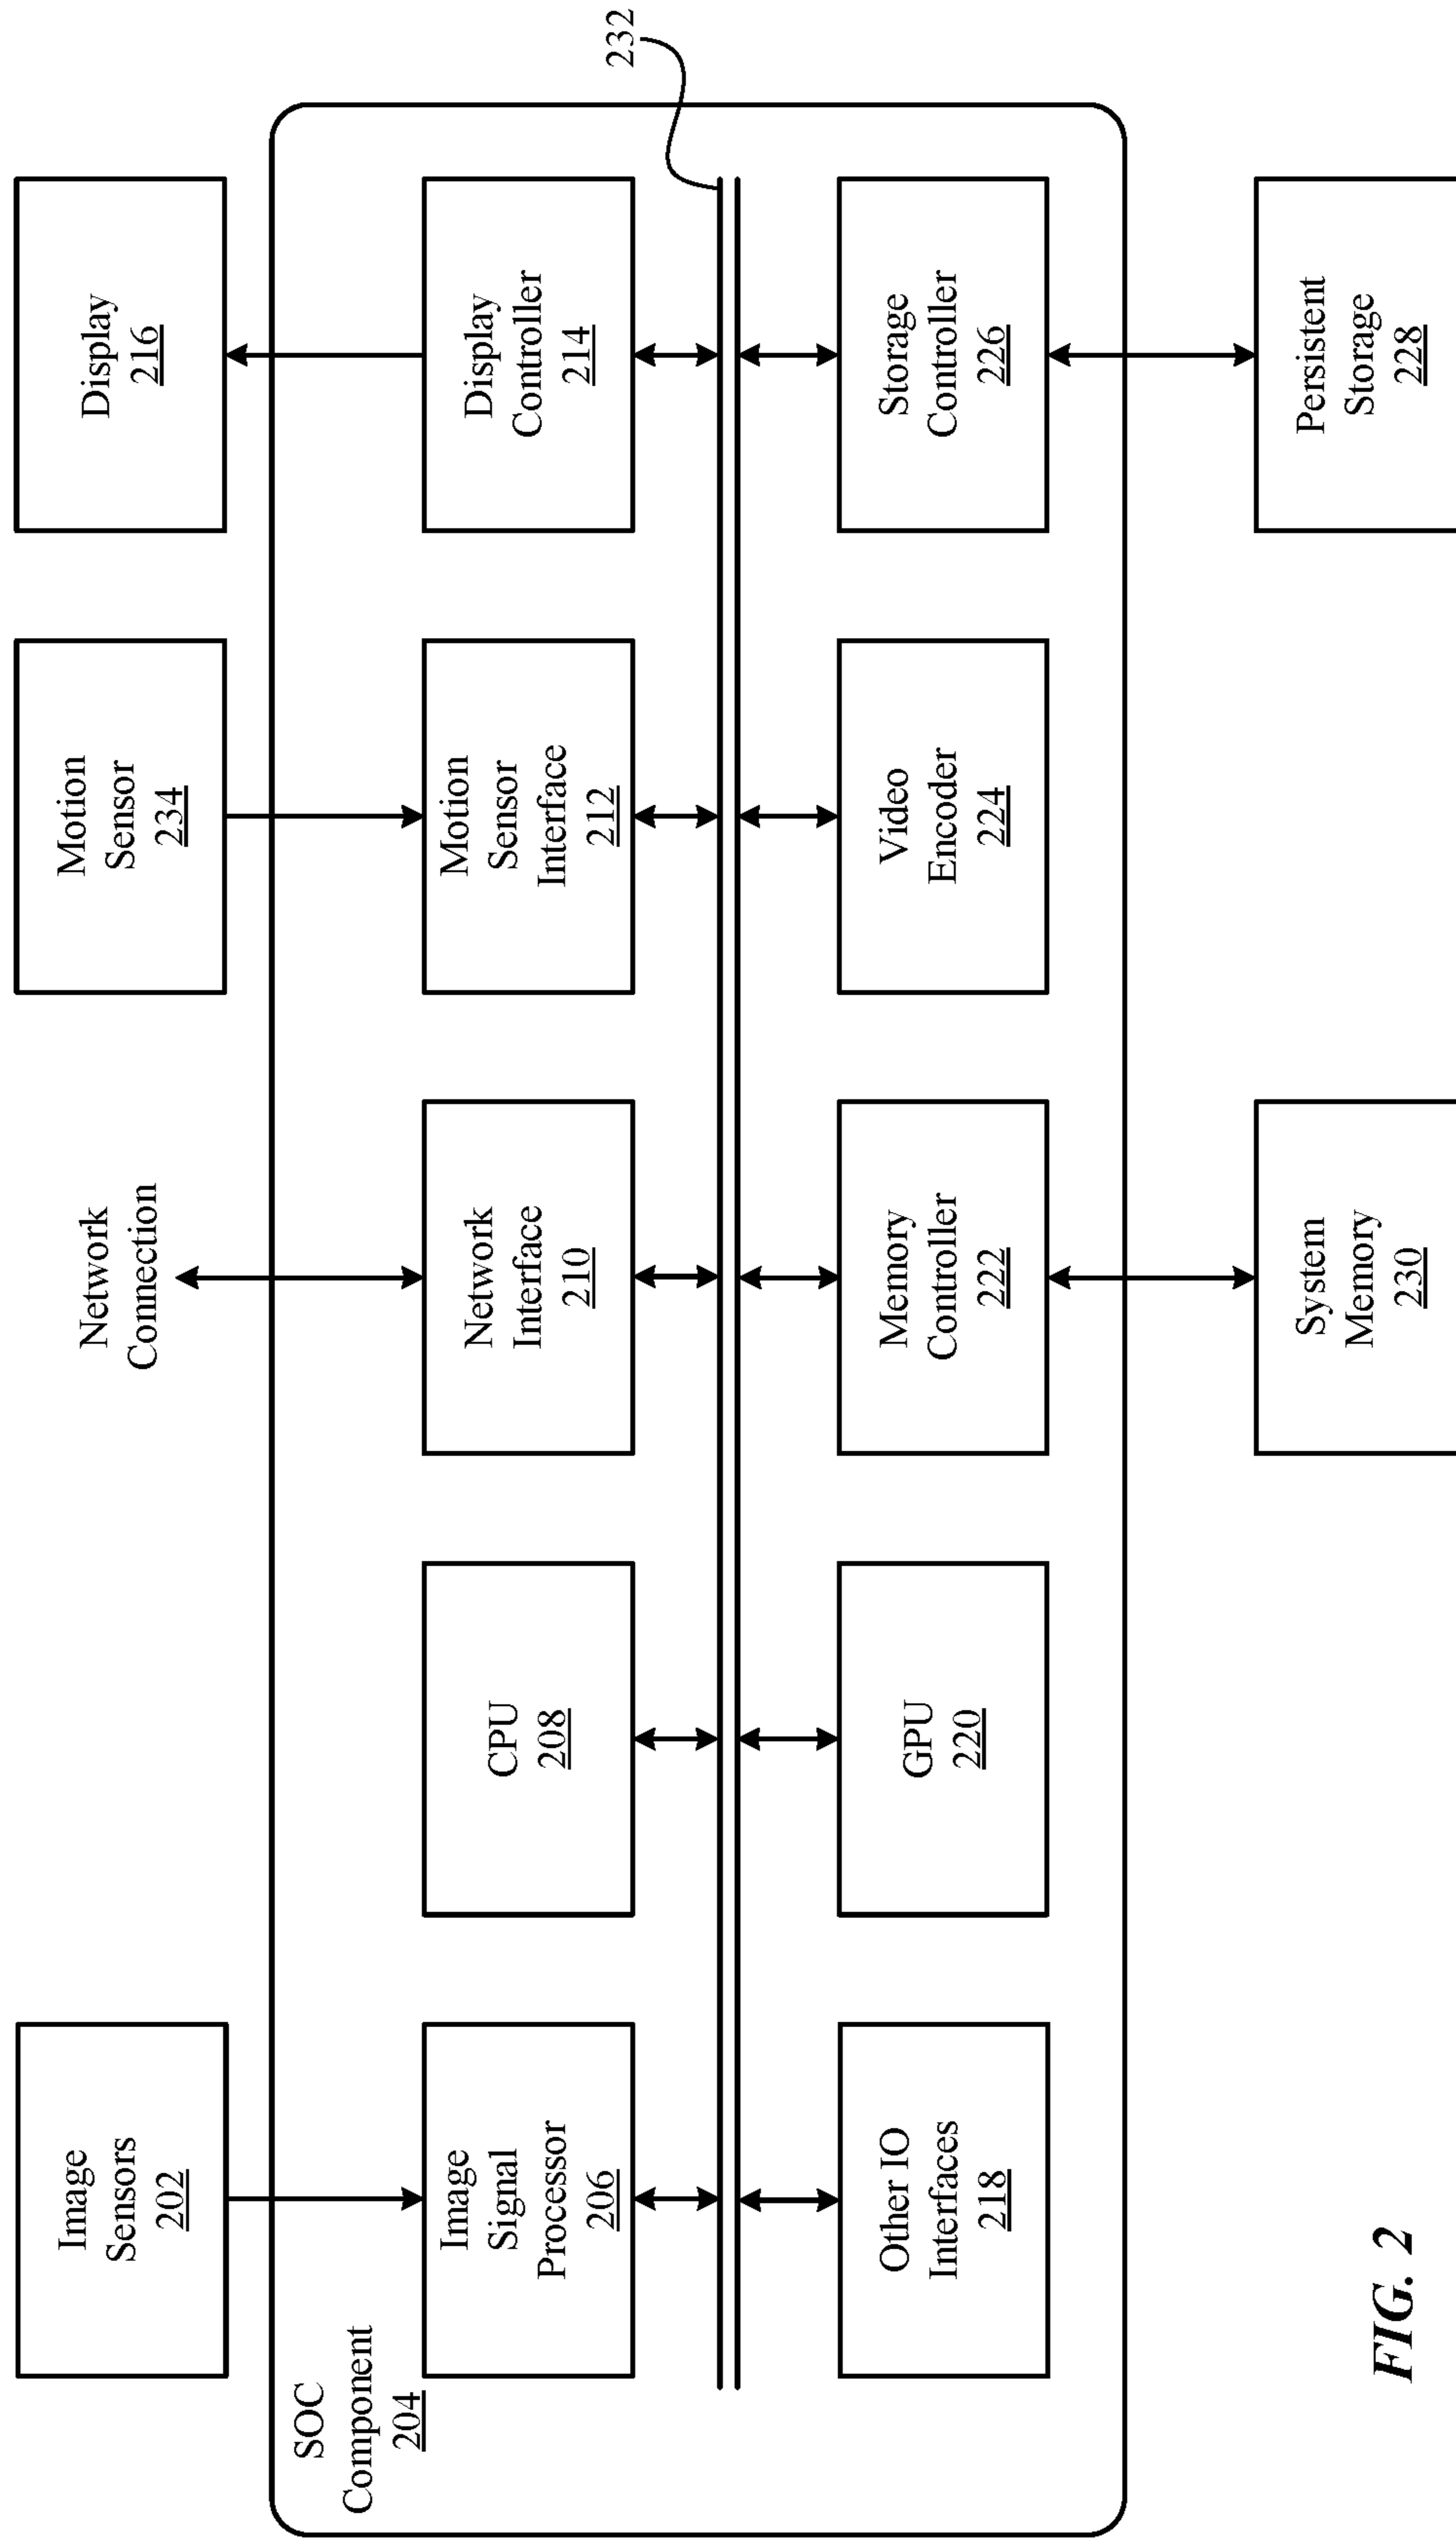 Image
Sensors
202
Network
Connection
Motion
Sensor
234
Display
216
SOC
Component
204
Image
Signal
Processor
206
CPU
208
Network
Interface
210
Motion
Sensor
Interface
212
Display
Controller
214
232
Other IO
Interfaces
218
GPU
220
Memory
Controller
222
Video
Encoder
224
Storage
Controller
226
System
Memory
230
Persistent
Storage
228
FIG. 2